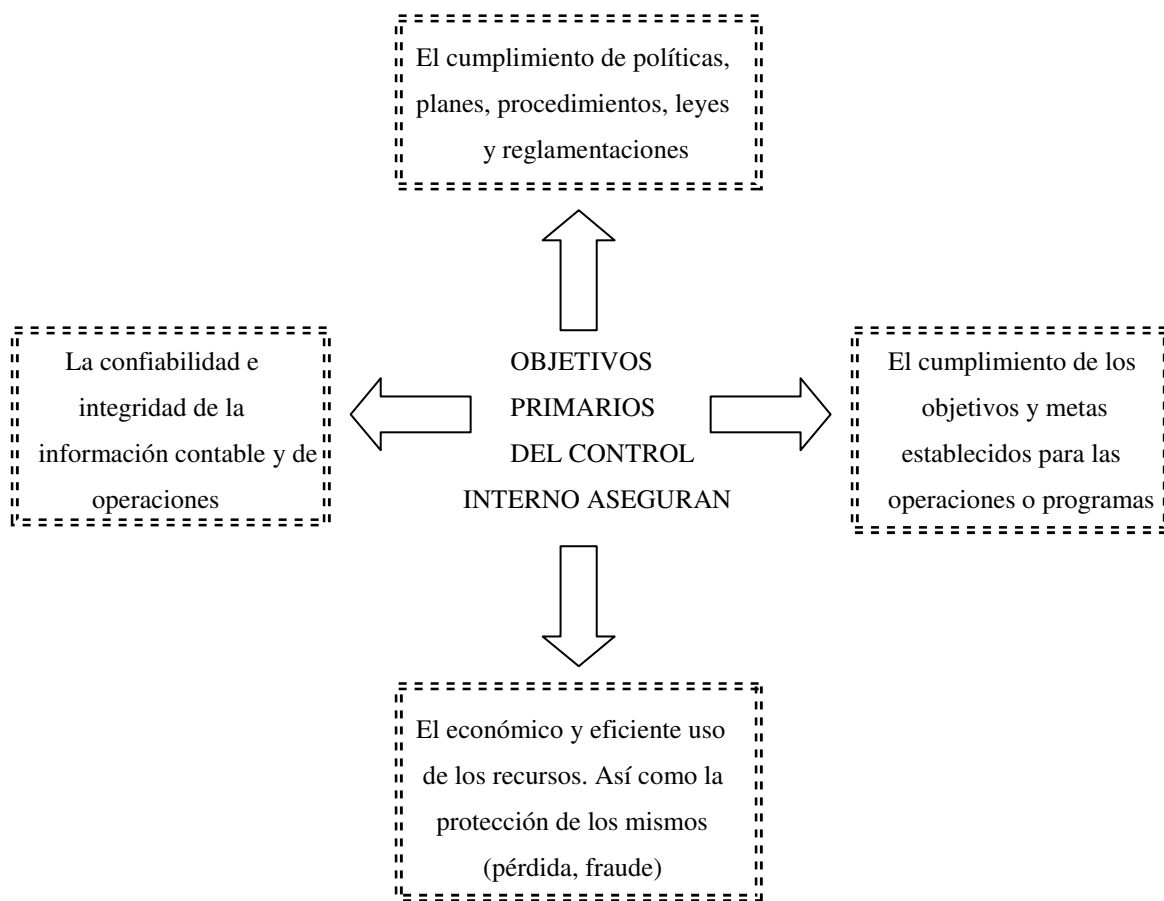 El cumplimiento de políticas,
planes, procedimientos, leyes
y reglamentaciones
La confiabilidad e
integridad de la
información contable y de
operaciones
OBJETIVOS
PRIMARIOS
DEL CONTROL
INTERNO ASEGURAN
El cumplimiento de los
objetivos y metas
establecidos para las
operaciones o programas
El económico y eficiente uso
de los recursos. Así como la
protección de los mismos
(pérdida, fraude)